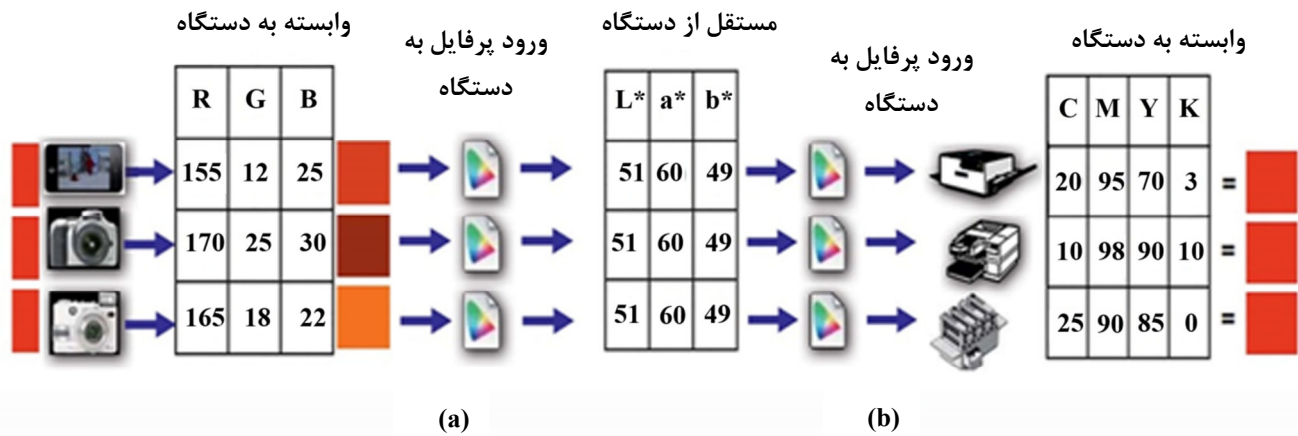 وابسته به دستگاه
ورود پرفایل به
دستگاه
مستقل از دستگاه
ورود پرفایل به
دستگاه
وابسته به دستگاه
R G B
155 12 25
170 25 30
165 18 22
L* a* b*
51 60 49
51 60 49
51 60 49
C M Y K
20 95 70 3 =
10 98 90 10 =
25 90 85 0 =
(a)
(b)